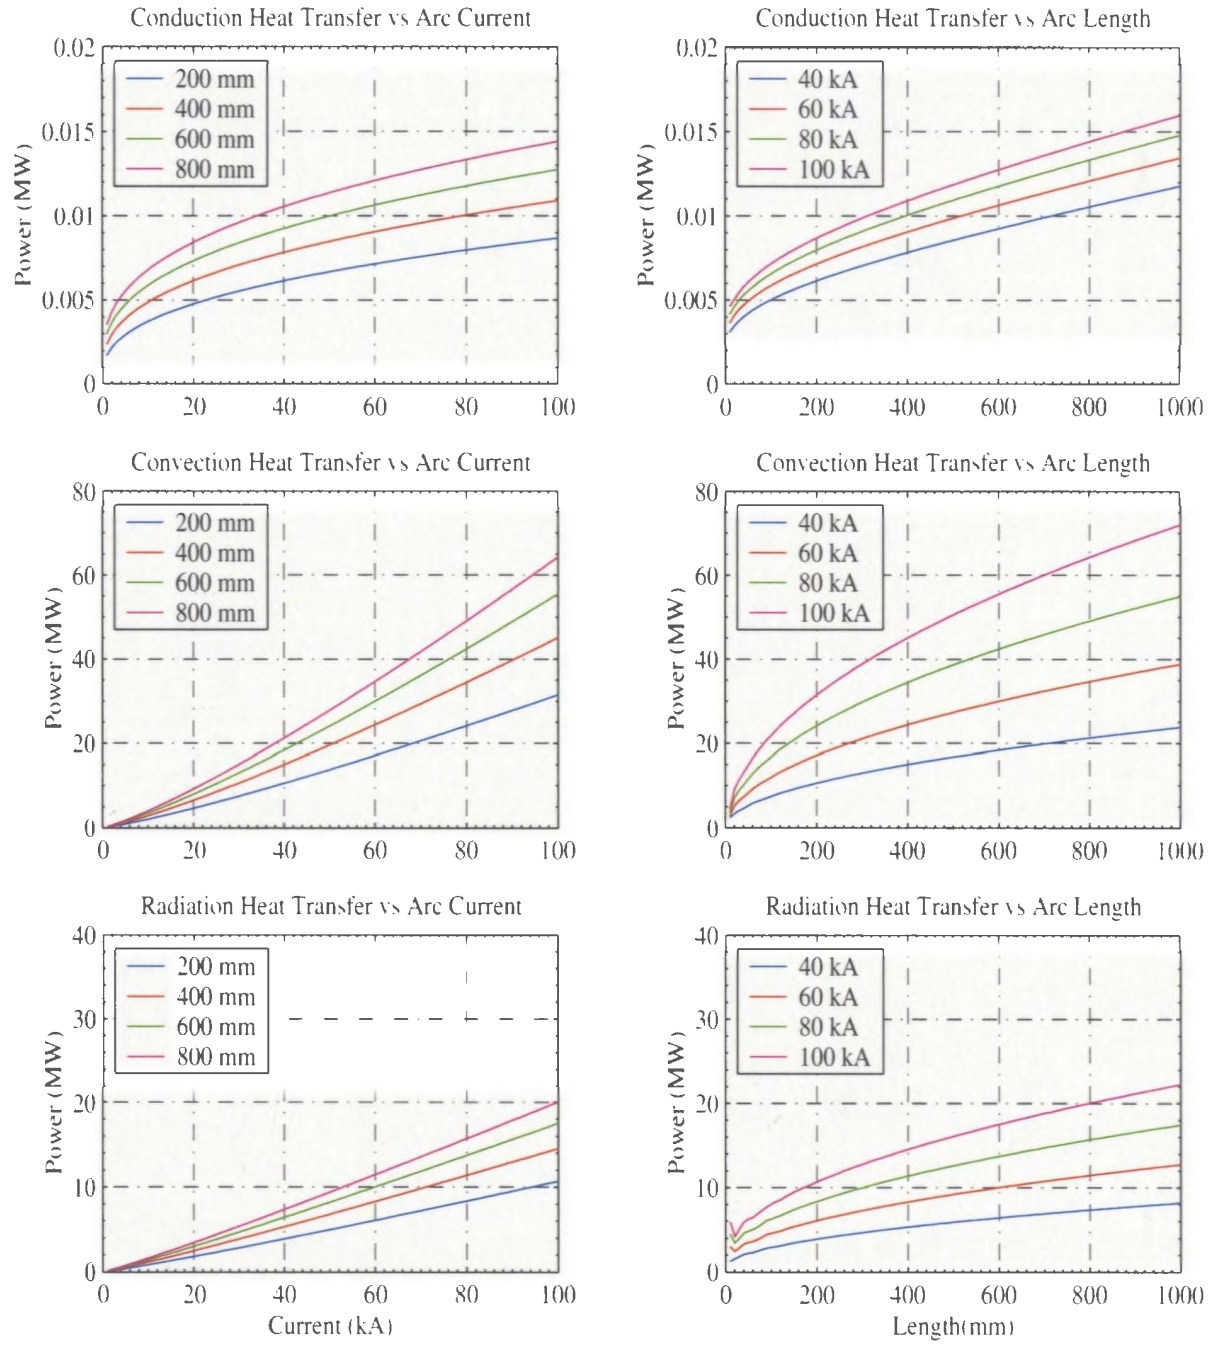 Conduction Heat Transfer vs Arc Current
0.02
0.015
0.01
0.005
0
Power (MW)
200 mm
400 mm
600 mm
800 mm
0 20 40 60 80 100
Conduction Heat Transfer vs Arc Length
0.02
0.015
0.01
0.005
0
Power (MW)
40 kA
60 kA
80 kA
100 kA
0 200 400 600 800 1000
Convection Heat Transfer vs Arc Current
80
60
40
20
0
Power (MW)
200 mm
400 mm
600 mm
800 mm
0 20 40 60 80 100
Convection Heat Transfer vs Arc Length
80
60
40
20
0
Power (MW)
40 kA
60 kA
80 kA
100 kA
0 200 400 600 800 1000
Radiation Heat Transfer vs Arc Current
40
30
20
10
0
Power (MW)
200 mm
400 mm
600 mm
800 mm
0 20 40 60 80 100
Current (kA)
Radiation Heat Transfer vs Arc Length
40
30
20
10
0
Power (MW)
40 kA
60 kA
80 kA
100 kA
0 200 400 600 800 1000
Length(mm)